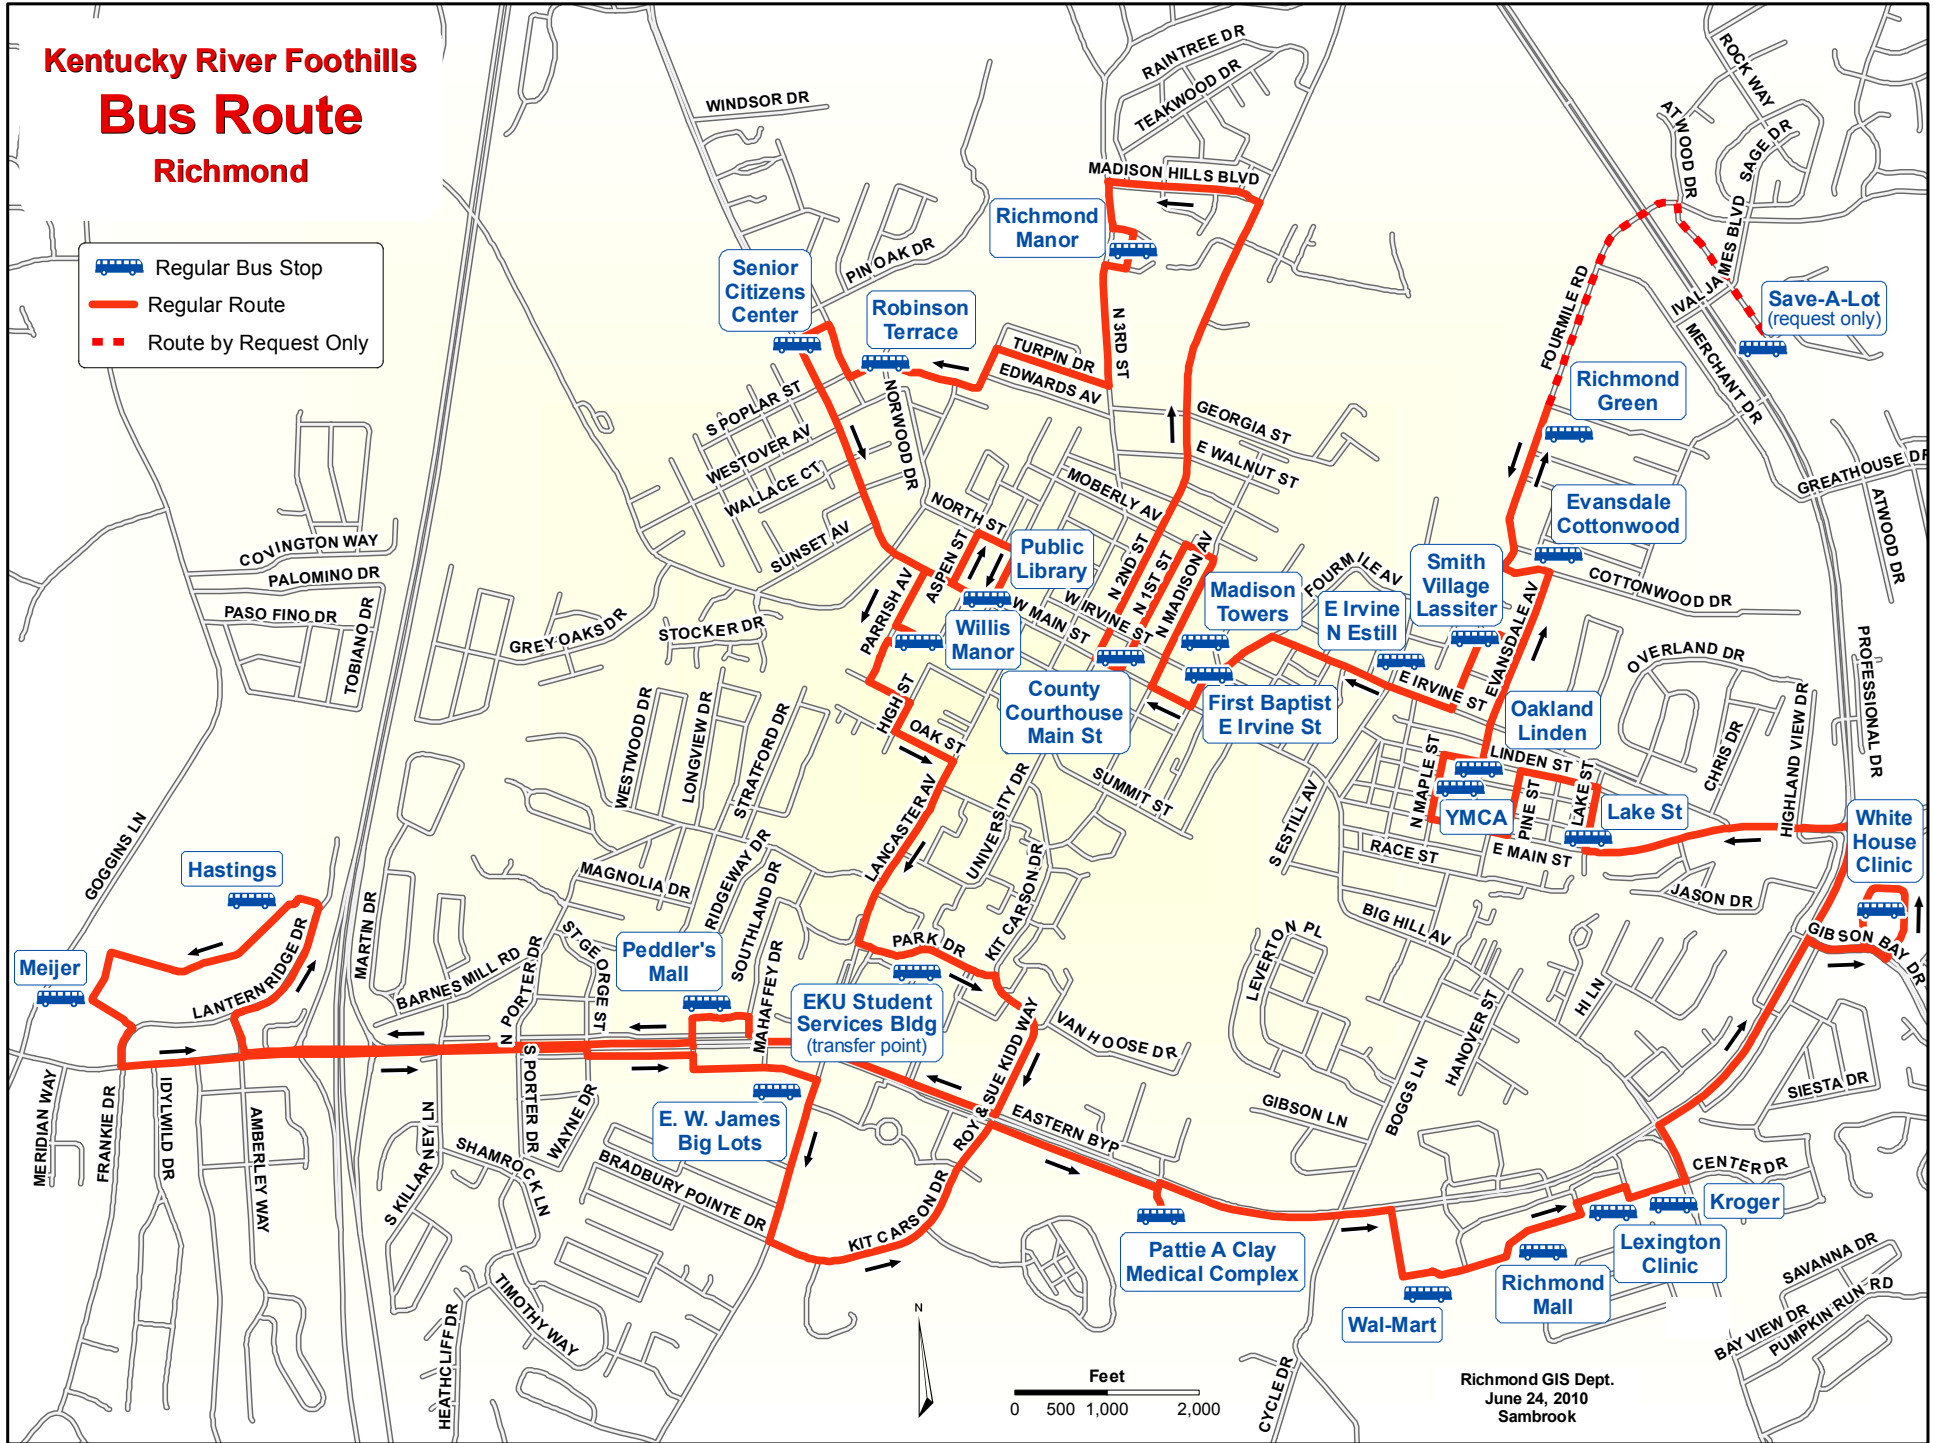 Kentucky River Foothills
Bus Route
Richmond
Regular Bus Stop
Regular Route
Route by Request Only
WINDSOR DR
RAINTREE DR
TEAKWOOD DR
MADISON HILLS BLVD
ROCK WAY
ATWOOD DR
SAGE DR
IVAL JAMES BLVD
Richmond
Manor
PIN OAK DR
Senior
Citizens
Center
Robinson
Terrace
N 3RD ST
TURPIN DR
EDWARDS AV
FOURMILE RD
Save-A-Lot
(request only)
MERCHANT DR
Richmond
Green
S POPLAR ST
WESTOVER AV
WALLACE CT
NORWOOD DR
SUNSET AV
GEORGIA ST
E WALNUT ST
MOBERLY AV
NORTH ST
GREATHOUSE DR
ATWOOD DR
Evansdale
Cottonwood
COVINGTON WAY
PALOMINO DR
PASO FINO DR
TOBIANO DR
GREY OAKS DR
STOCKER DR
PARRISH AV
ASPEN ST
Public
Library
Willis
Manor
W MAIN ST
W IRVINE ST
N 2ND ST
N 1ST ST
N MADISON AV
Madison
Towers
FOURMILE AV
E Irvine
N Estill
Smith
Village
Lassiter
COTTONWOOD DR
EVANSDALE AV
E IRVINE ST
OVERLAND DR
PROFESSIONAL DR
County
Courthouse
Main St
First Baptist
E Irvine St
Oakland
Linden
HIGH ST
OAK ST
WESTWOOD DR
LONGVIEW DR
STRATFORD DR
LANCASTER AV
UNIVERSITY DR
SUMMIT ST
S ESTILL AV
N MAPLE ST
LINDEN ST
YMCA
PINE ST
LAKE ST
Lake St
E MAIN ST
RACE ST
CHRIS DR
HIGHLAND VIEW DR
White
House
Clinic
JASON DR
GOGGINS LN
Hastings
MARTIN DR
MAGNOLIA DR
RIDGEWAY DR
SOUTHLAND DR
MAHAFFEY DR
KIT CARSON DR
PARK DR
BIG HILL AV
LEVERTON PL
GIBSON BAY DR
Meijer
LANTERN RIDGE DR
BARNES MILL RD
N PORTER DR
ST GEORGE ST
Peddler's
Mall
EKU Student
Services Bldg
(transfer point)
VAN HOOSE DR
ROY & SUE KIDD WAY
HANOVER ST
HI LN
BOGGS LN
SIESTA DR
MERIDIAN WAY
FRANKIE DR
IDYLWILD DR
AMBERLEY WAY
S PORTER DR
WAYNE DR
S KILLARNEY LN
SHAMROCK LN
E. W. James
Big Lots
EASTERN BYP
GIBSON LN
BRADBURY POINTE DR
KIT CARSON DR
CENTER DR
Kroger
Pattie A Clay
Medical Complex
Lexington
Clinic
Richmond
Mall
Wal-Mart
SAVANNA DR
BAY VIEW DR
PUMPKIN RUN RD
TIMOTHY WAY
HEATHCLIFF DR
CYCLE DR
N
Feet
0 500 1,000 2,000
Richmond GIS Dept.
June 24, 2010
Sambrook